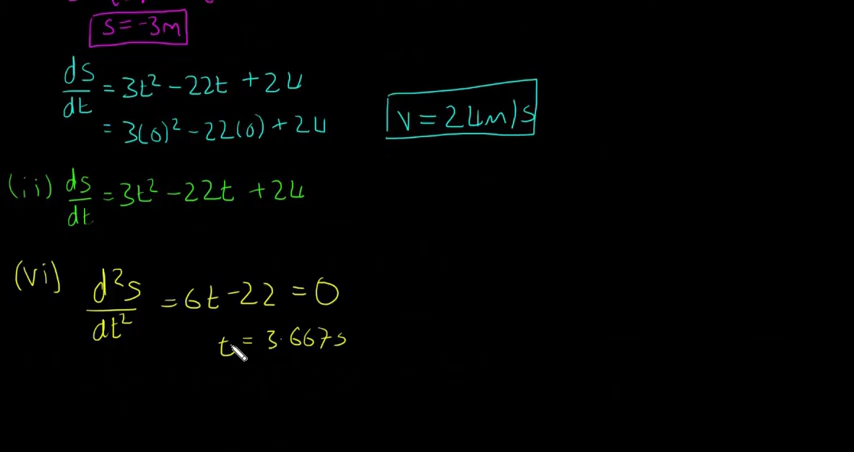 s = -3m
ds/dt = 3t² - 22t + 24
= 3(0)² - 22(0) + 24
v = 24m/s
(ii) ds/dt = 3t² - 22t + 24
(vi) d²s/dt² = 6t - 22 = 0
t = 3.667s